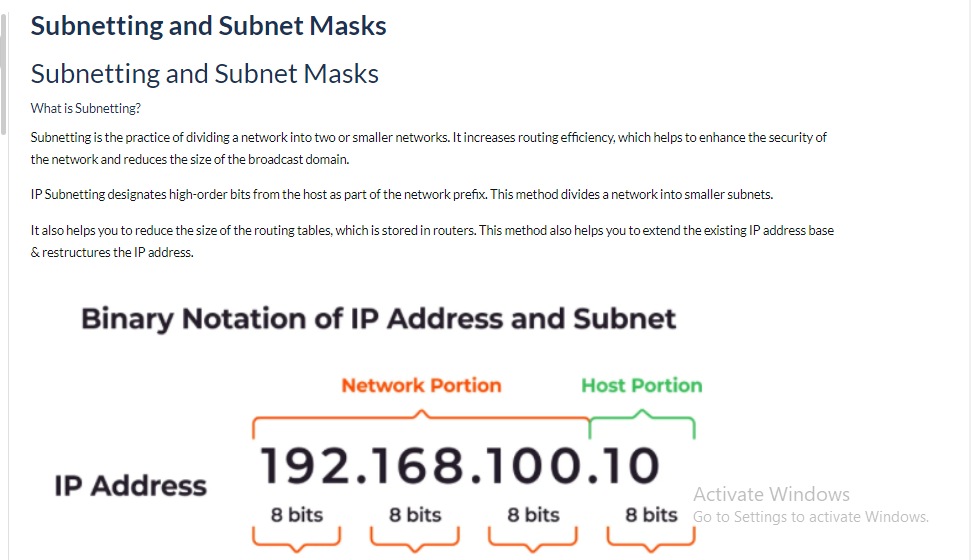 Subnetting and Subnet Masks
Subnetting and Subnet Masks
What is Subnetting?
Subnetting is the practice of dividing a network into two or smaller networks. It increases routing efficiency, which helps to enhance the security of
the network and reduces the size of the broadcast domain.
IP Subnetting designates high-order bits from the host as part of the network prefix. This method divides a network into smaller subnets.
It also helps you to reduce the size of the routing tables, which is stored in routers. This method also helps you to extend the existing IP address base
& restructures the IP address.
Binary Notation of IP Address and Subnet
Network Portion Host Portion
IP Address 192.168.100.10
8 bits 8 bits 8 bits 8 bits
Activate Windows
Go to Settings to activate Windows.